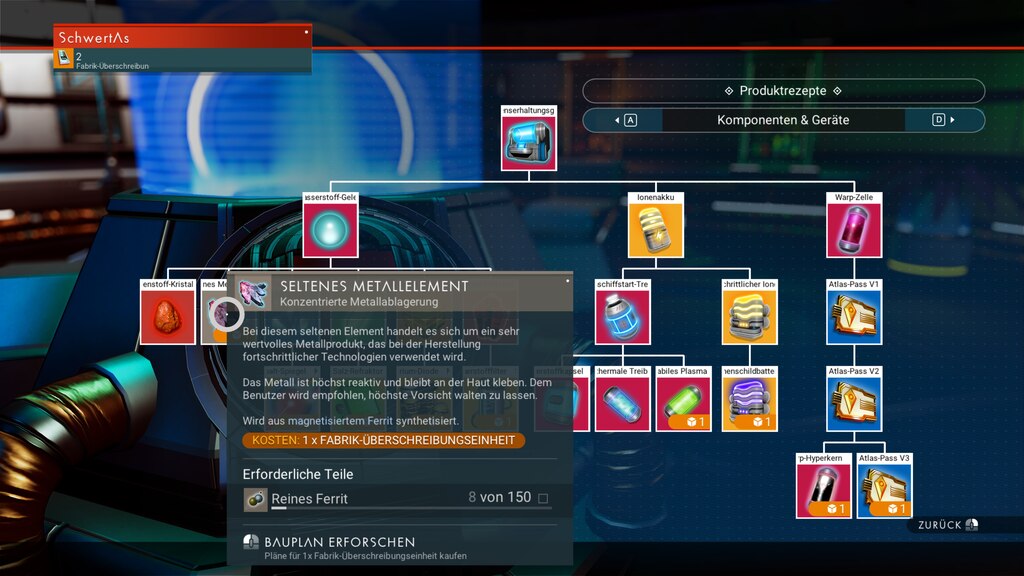 SchwertAs
2
Fabrik-Überschreibun
Produktrezepte
A
Komponenten & Geräte
D
nserhaltungsg
sserstoff-Gele
Ionenakku
Warp-Zelle
enstoff-Kristal
nes Me
schiffstart-Tre
chrittlicher Ion
Atlas-Pass V1
SELTENES METALLELEMENT
Konzentrierte Metallablagerung
Bei diesem seltenen Element handelt es sich um ein sehr
wertvolles Metallprodukt, das bei der Herstellung
fortschrittlicher Technologien verwendet wird.
Das Metall ist höchst reaktiv und bleibt an der Haut kleben. Dem
Benutzer wird empfohlen, höchste Vorsicht walten zu lassen.
Wird aus magnetisiertem Ferrit synthetisiert.
KOSTEN: 1 x FABRIK-ÜBERSCHREIBUNGSEINHEIT
Erforderliche Teile
Reines Ferrit
8 von 150
BAUPLAN ERFORSCHEN
Pläne für 1x Fabrik-Überschreibungseinheit kaufen
sel
hermale Treib
abiles Plasma
1
nenschildbatte
1
Atlas-Pass V2
p-Hyperkern
1
Atlas-Pass V3
1
ZURÜCK